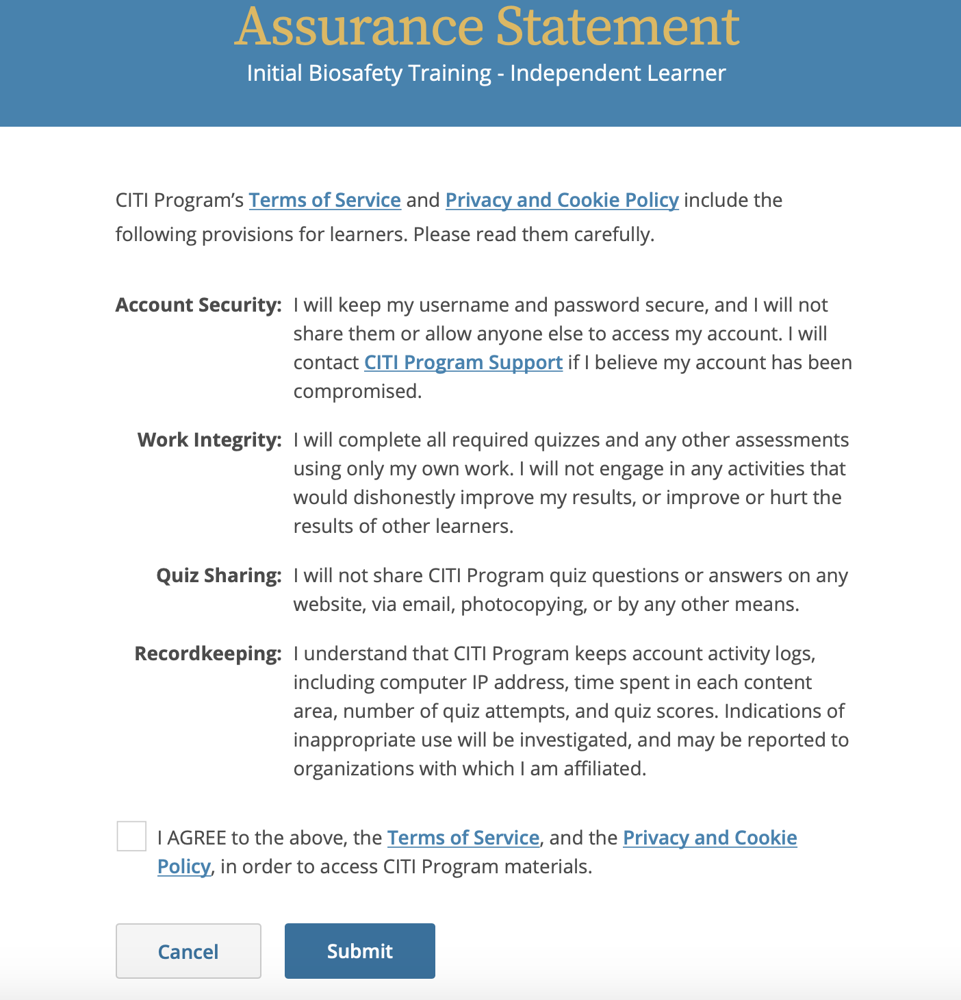 Assurance Statement
Initial Biosafety Training - Independent Learner
CITI Program’s Terms of Service and Privacy and Cookie Policy include the
following provisions for learners. Please read them carefully.
Account Security: I will keep my username and password secure, and I will not
share them or allow anyone else to access my account. I will
contact CITI Program Support if I believe my account has been
compromised.
Work Integrity: I will complete all required quizzes and any other assessments
using only my own work. I will not engage in any activities that
would dishonestly improve my results, or improve or hurt the
results of other learners.
Quiz Sharing: I will not share CITI Program quiz questions or answers on any
website, via email, photocopying, or by any other means.
Recordkeeping: I understand that CITI Program keeps account activity logs,
including computer IP address, time spent in each content
area, number of quiz attempts, and quiz scores. Indications of
inappropriate use will be investigated, and may be reported to
organizations with which I am affiliated.
I AGREE to the above, the Terms of Service, and the Privacy and Cookie
Policy, in order to access CITI Program materials.
Cancel Submit